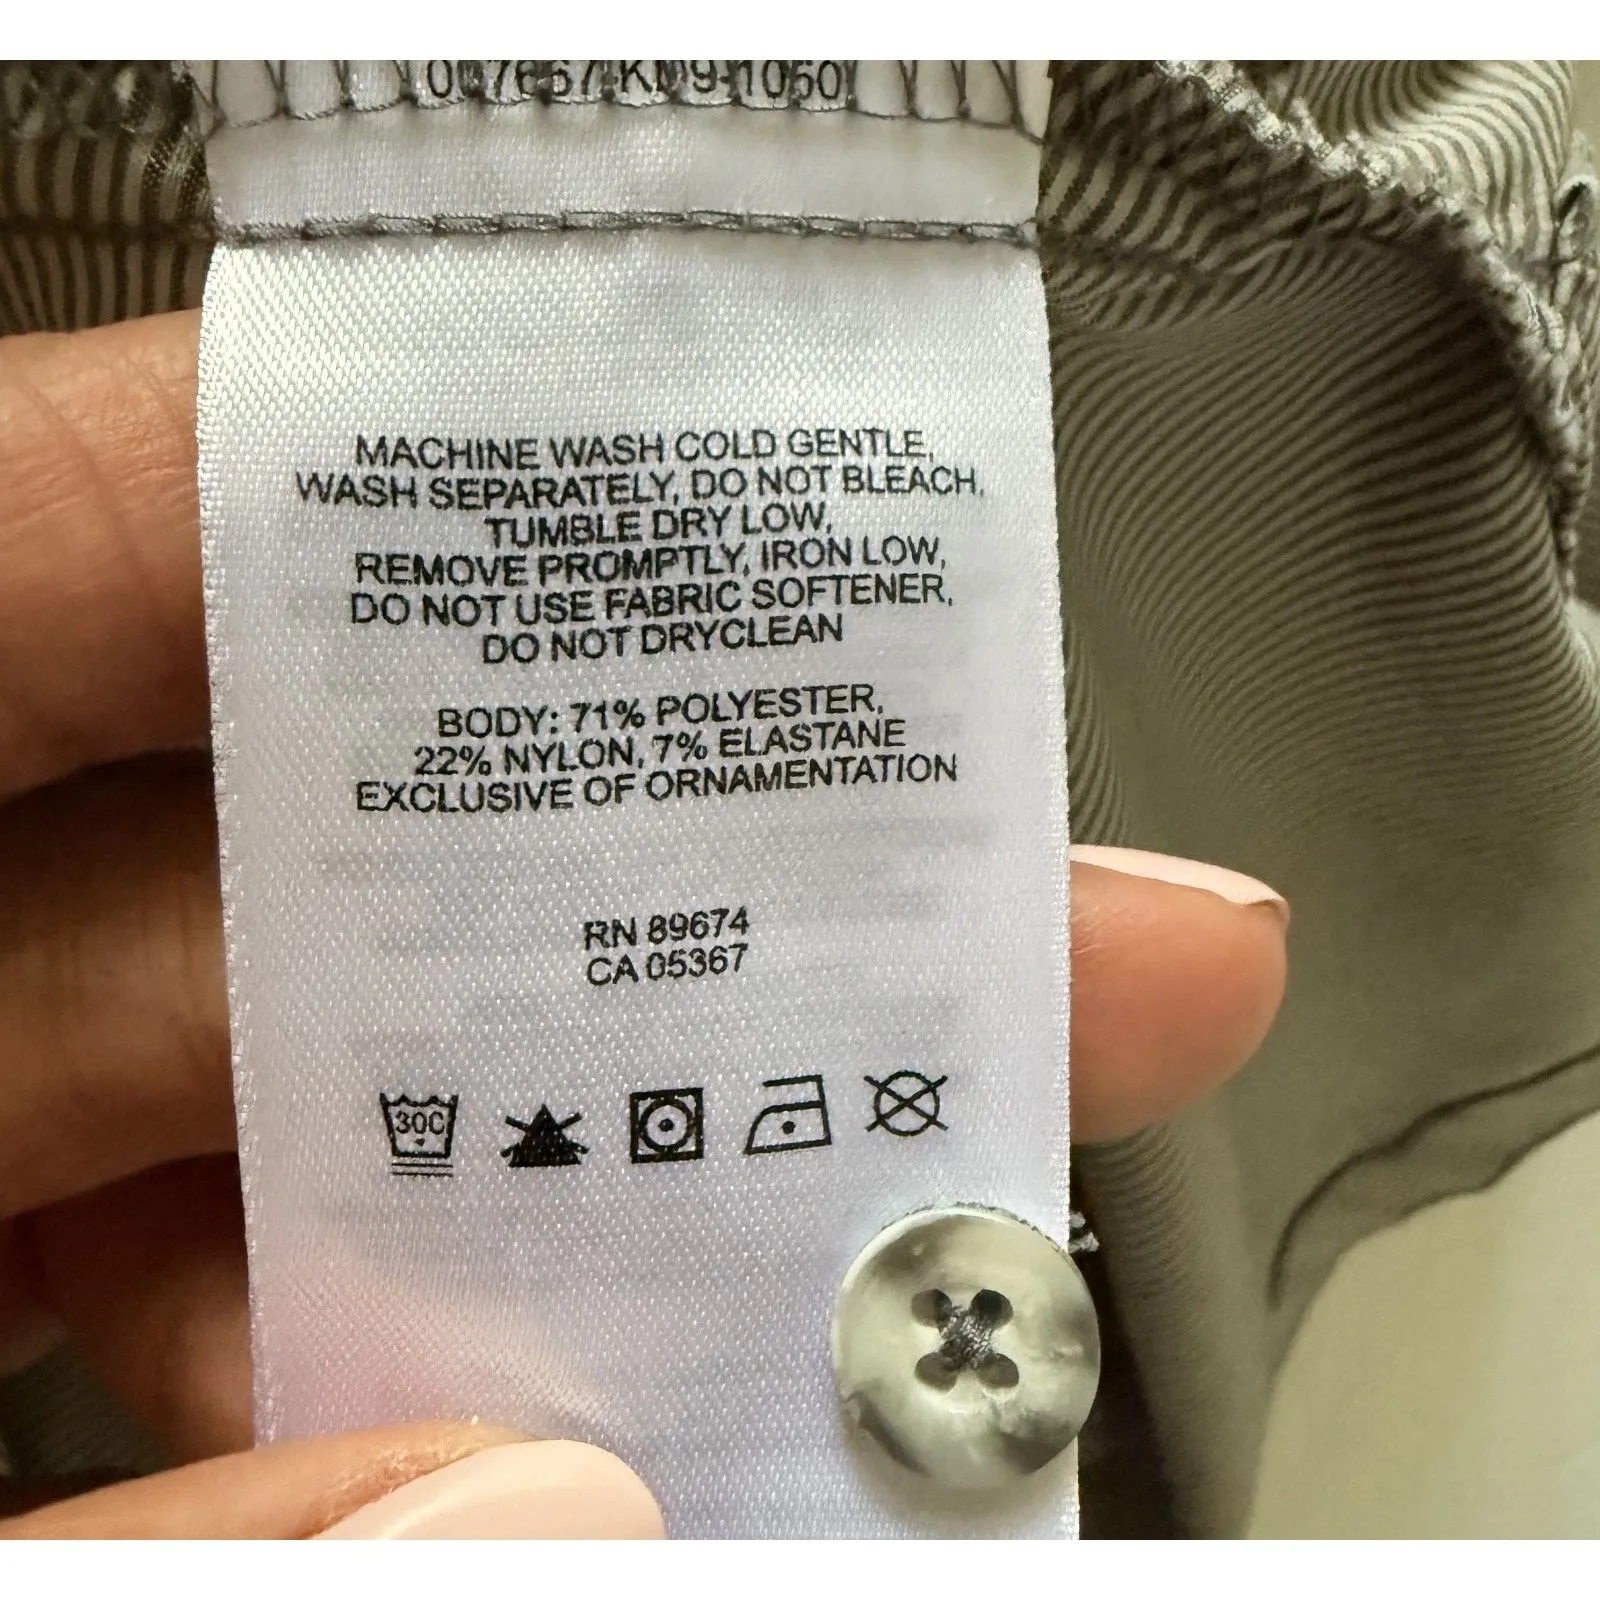 MACHINE WASH COLD GENTLE,
WASH SEPARATELY, DO NOT BLEACH,
TUMBLE DRY LOW,
REMOVE PROMPTLY, IRON LOW,
DO NOT USE FABRIC SOFTENER,
DO NOT DRYCLEAN
BODY: 71% POLYESTER,
22% NYLON, 7% ELASTANE
EXCLUSIVE OF ORNAMENTATION
RN 89674
CA 05367
30C